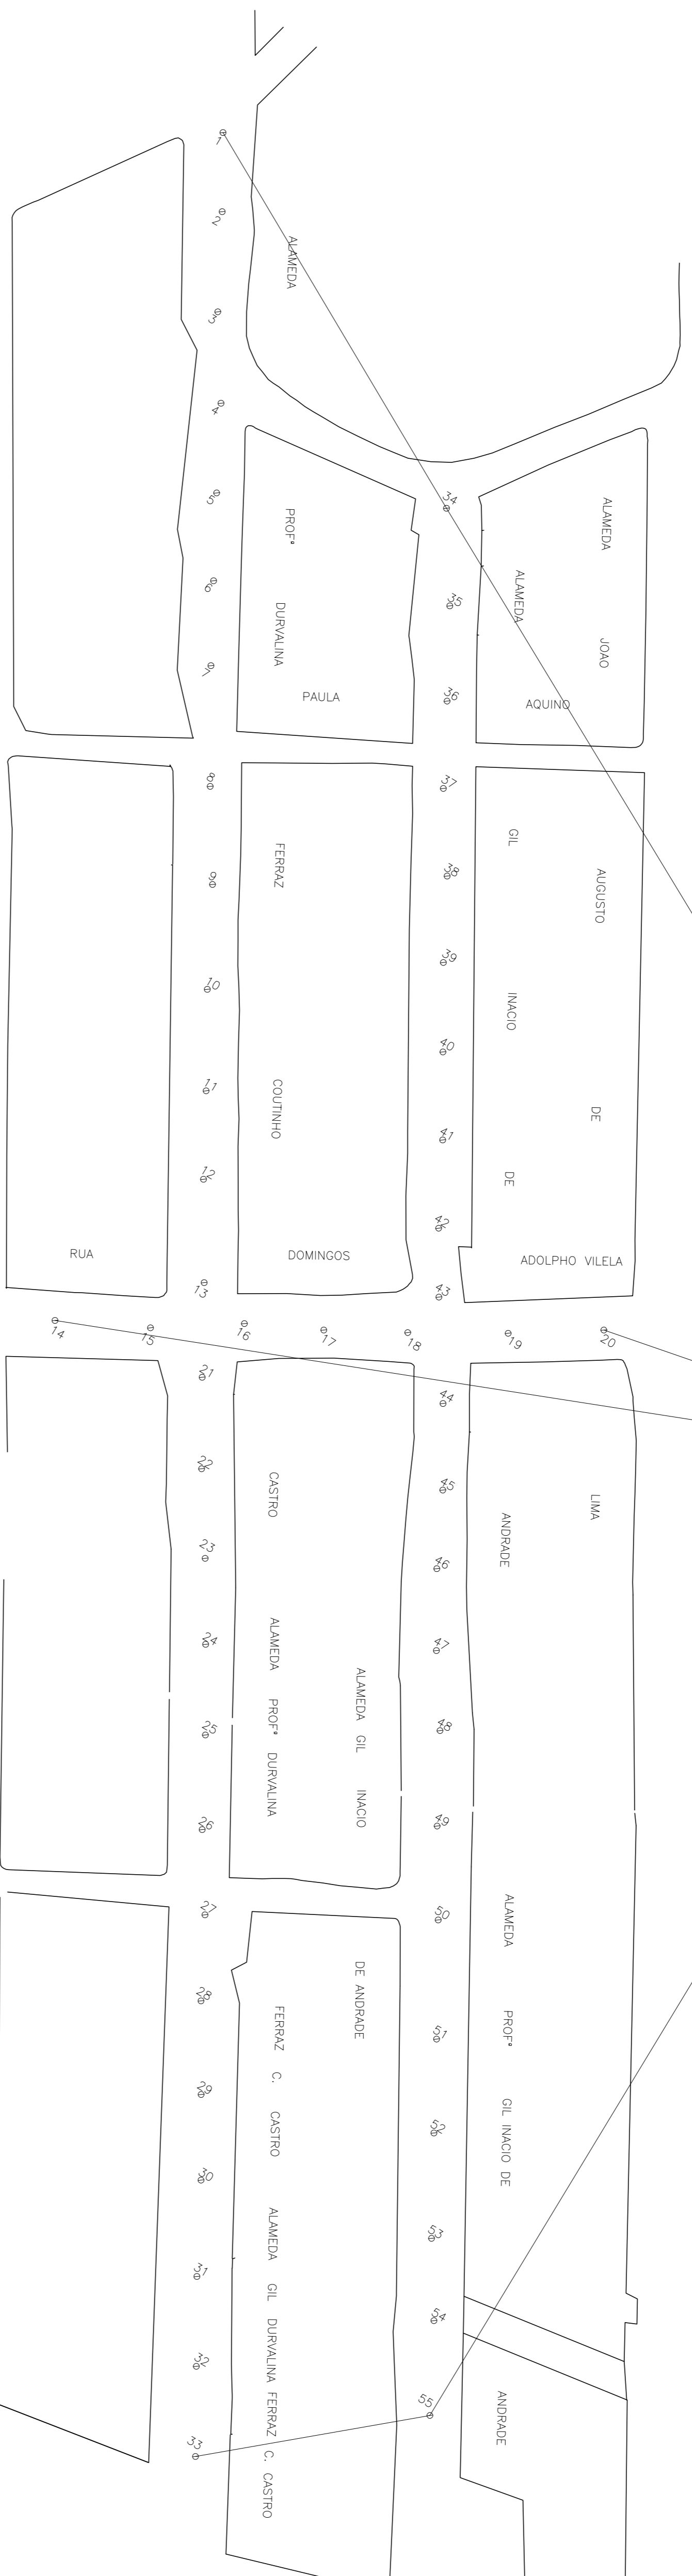 1
2
ALAMEDA
3
4
5
34
PROFª
ALAMEDA
6
35
DURVALINA
ALAMEDA
JOAO
7
36
PAULA
AQUINO
8
37
9
38
FERRAZ
GIL
AUGUSTO
10
39
INACIO
40
11
41
COUTINHO
DE
12
42
DE
RUA
DOMINGOS
ADOLPHO VILELA
13
43
14
15
16
17
18
19
20
21
44
22
45
CASTRO
LIMA
23
46
ANDRADE
24
47
ALAMEDA PROFª DURVALINA
ALAMEDA GIL INACIO
25
48
26
49
27
50
ALAMEDA PROFª GIL INACIO DE
28
51
DE ANDRADE
29
52
FERRAZ C. CASTRO
30
53
31
54
ALAMEDA GIL DURVALINA FERRAZ C. CASTRO
32
55
33
ANDRADE